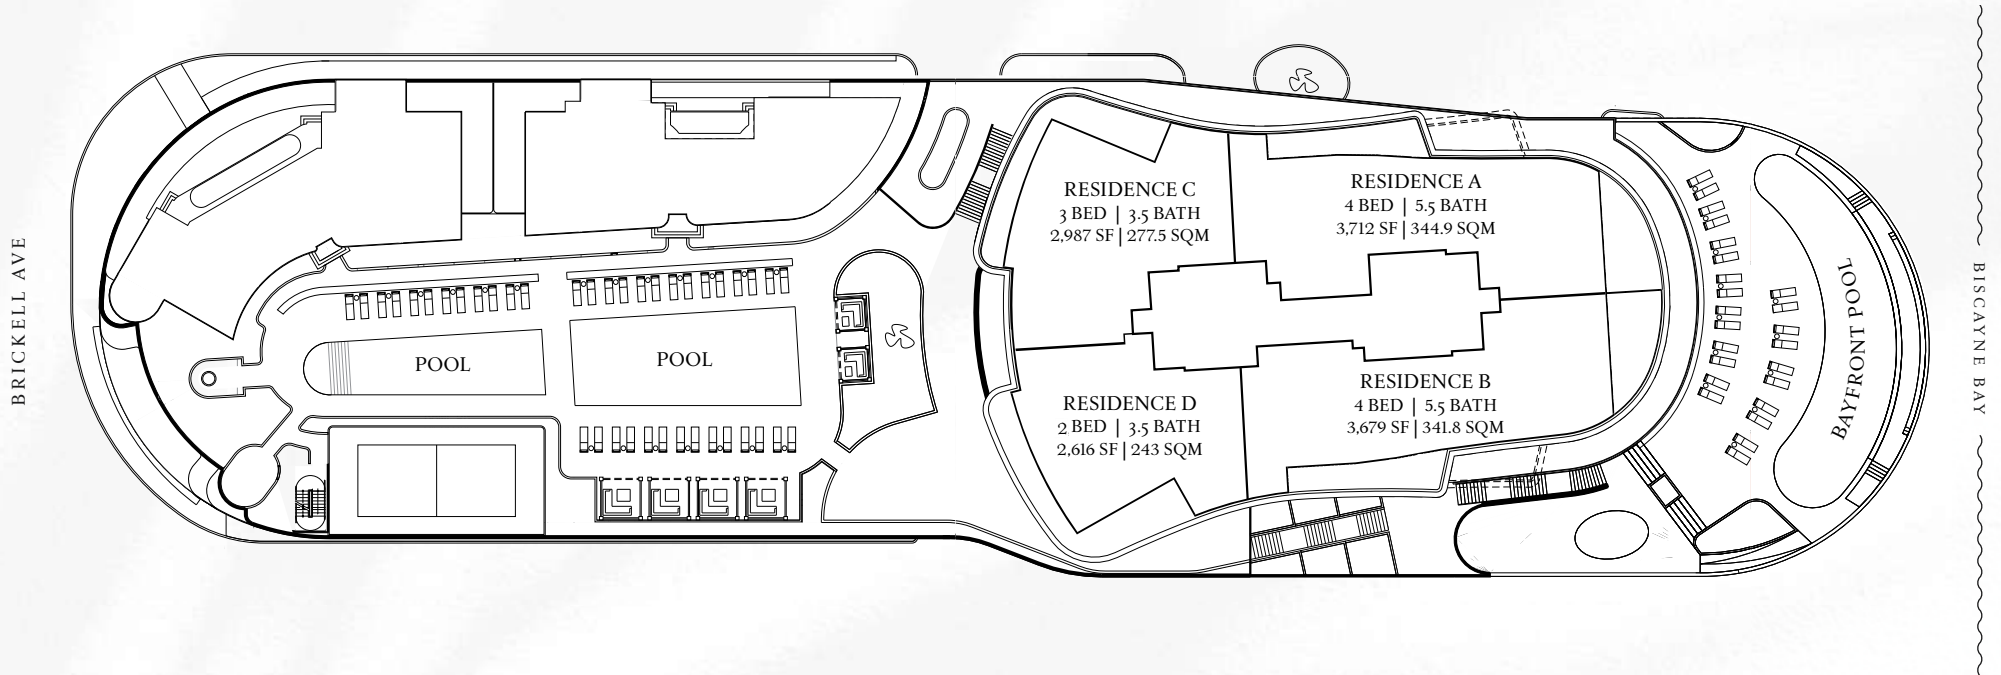 BRICKELL AVE
POOL
POOL
RESIDENCE C
3 BED | 3.5 BATH
2,987 SF | 277.5 SQM
RESIDENCE A
4 BED | 5.5 BATH
3,712 SF | 344.9 SQM
RESIDENCE D
2 BED | 3.5 BATH
2,616 SF | 243 SQM
RESIDENCE B
4 BED | 5.5 BATH
3,679 SF | 341.8 SQM
BAYFRONT POOL
BISCAYNE BAY